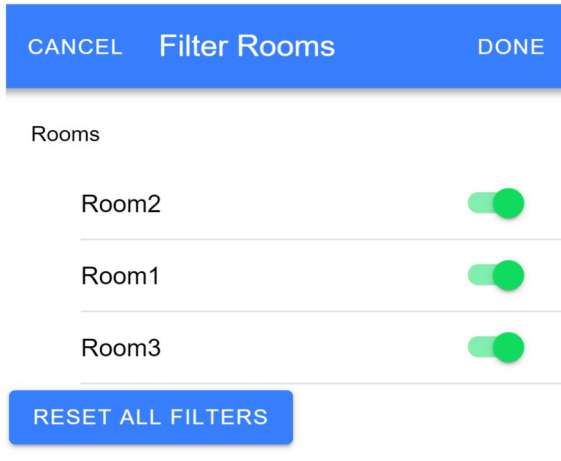 CANCEL Filter Rooms DONE
Rooms
Room2
Room1
Room3
RESET ALL FILTERS